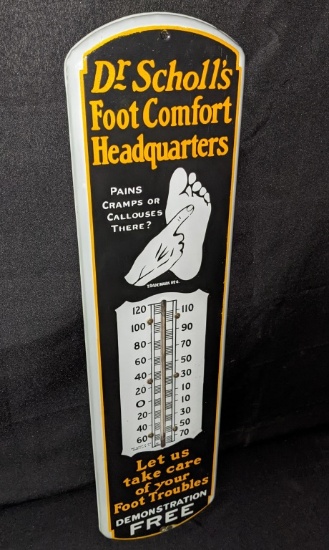 Dr Scholl's
Foot Comfort
Headquarters
PAINS
CRAMPS OR
CALLOUSES
THERE?
TRADEMARK REG.
120 110
100 90
80 70
60 50
40 30
20 10
0 10
20 30
40 50
60 70
Let us
take care
of your
Foot Troubles
DEMONSTRATION
FREE